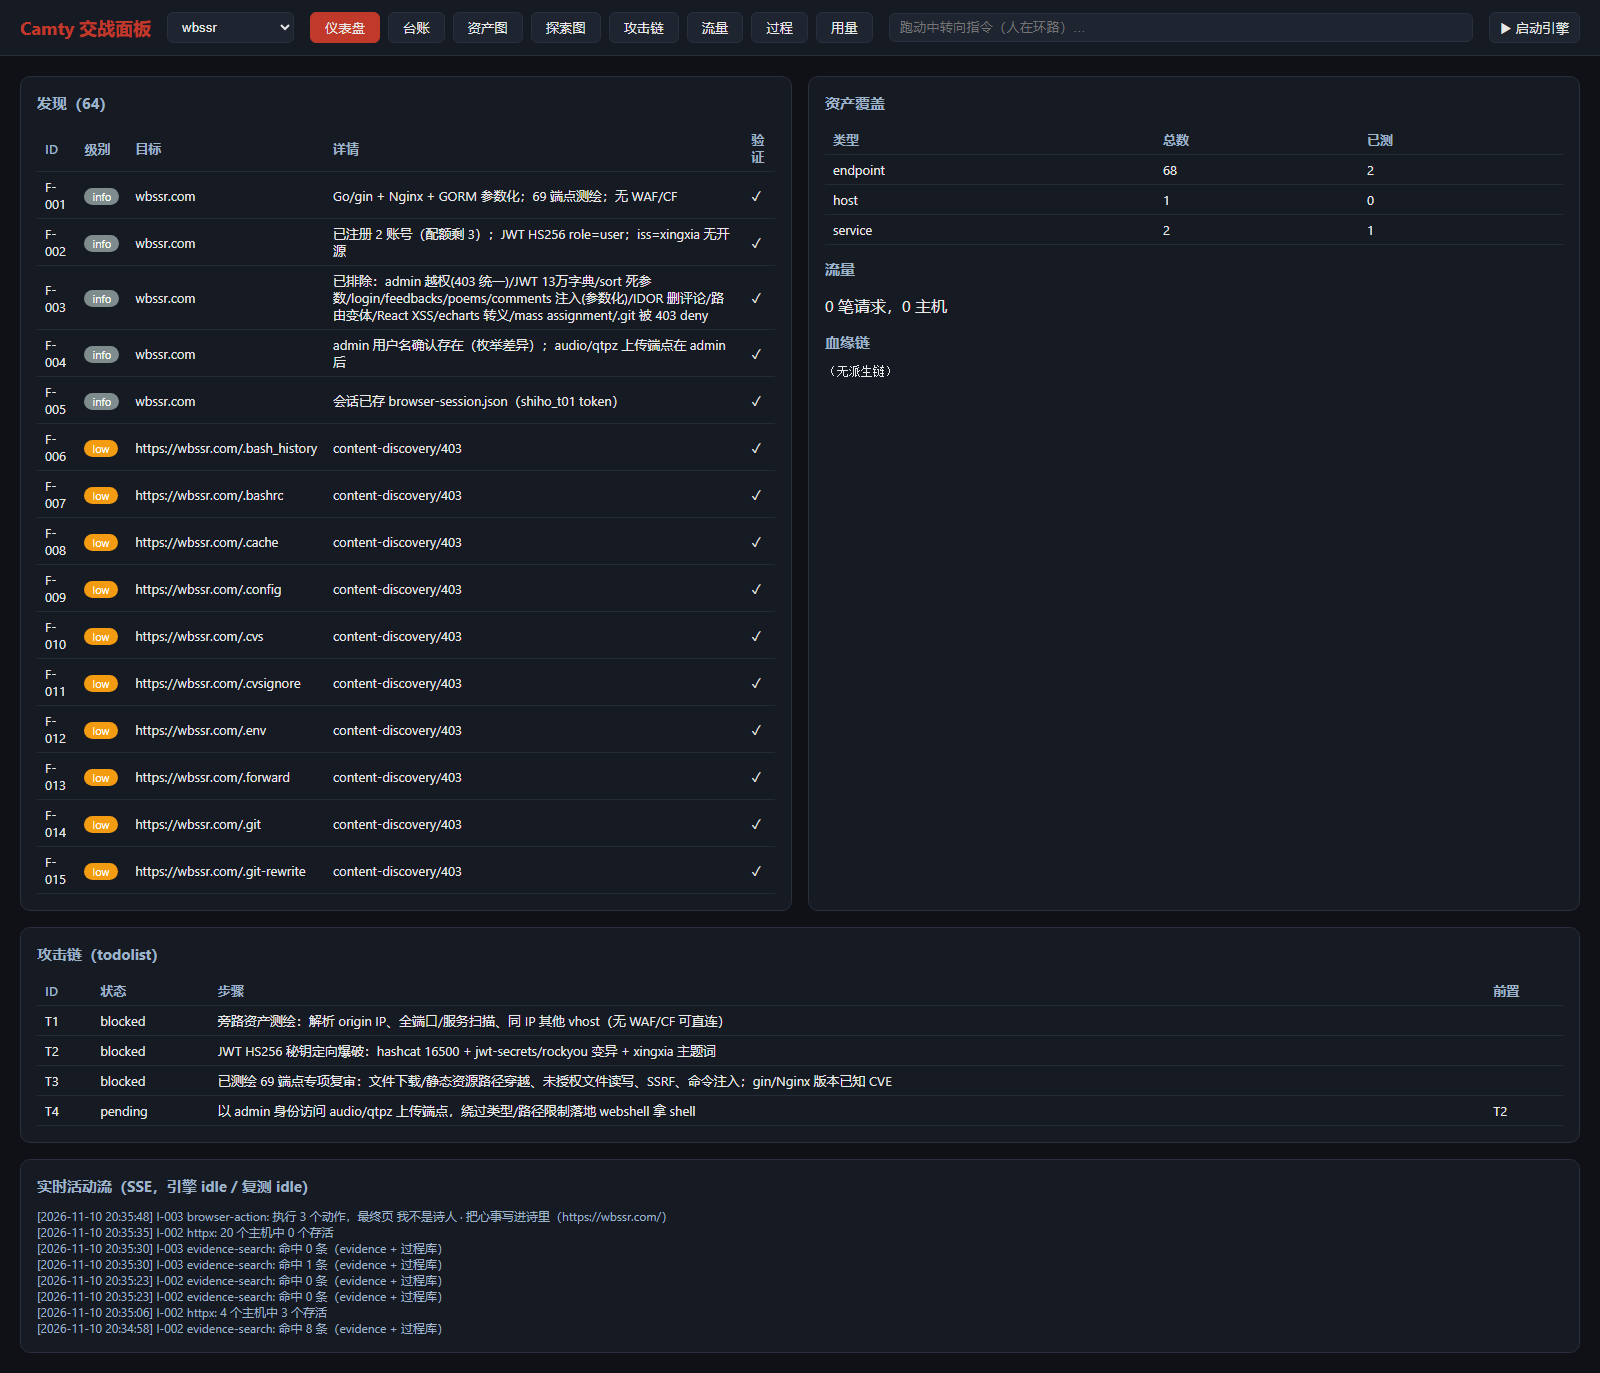 Camty 交战面板 wbssr 仪表盘 台账 资产图 探索图 攻击链 流量 过程 用量 跑动中转向指令（人在环路）... ▶ 启动引擎
发现（64）
ID 级别 目标 详情 验证
F-001 info wbssr.com Go/gin + Nginx + GORM 参数化；69 端点测绘；无 WAF/CF ✓
F-002 info wbssr.com 已注册 2 账号（配额剩 3）；JWT HS256 role=user；iss=xingxia 无开源 ✓
F-003 info wbssr.com 已排除：admin 越权(403 统一)/JWT 13万字典/sort 死参数/login/feedbacks/poems/comments 注入(参数化)/IDOR 删评论/路由变体/React XSS/echarts 转义/mass assignment/.git 被 403 deny ✓
F-004 info wbssr.com admin 用户名确认存在（枚举差异）；audio/qtpz 上传端点在 admin 后 ✓
F-005 info wbssr.com 会话已存 browser-session.json（shiho_t01 token） ✓
F-006 low https://wbssr.com/.bash_history content-discovery/403 ✓
F-007 low https://wbssr.com/.bashrc content-discovery/403 ✓
F-008 low https://wbssr.com/.cache content-discovery/403 ✓
F-009 low https://wbssr.com/.config content-discovery/403 ✓
F-010 low https://wbssr.com/.cvs content-discovery/403 ✓
F-011 low https://wbssr.com/.cvsignore content-discovery/403 ✓
F-012 low https://wbssr.com/.env content-discovery/403 ✓
F-013 low https://wbssr.com/.forward content-discovery/403 ✓
F-014 low https://wbssr.com/.git content-discovery/403 ✓
F-015 low https://wbssr.com/.git-rewrite content-discovery/403 ✓
资产覆盖
类型 总数 已测
endpoint 68 2
host 1 0
service 2 1
流量
0 笔请求，0 主机
血缘链
（无派生链）
攻击链（todolist）
ID 状态 步骤 前置
T1 blocked 旁路资产测绘：解析 origin IP、全端口/服务扫描、同 IP 其他 vhost（无 WAF/CF 可直连）
T2 blocked JWT HS256 秘钥定向爆破：hashcat 16500 + jwt-secrets/rockyou 变异 + xingxia 主题词
T3 blocked 已测绘 69 端点专项复审：文件下载/静态资源路径穿越、未授权文件读写、SSRF、命令注入；gin/Nginx 版本已知 CVE
T4 pending 以 admin 身份访问 audio/qtpz 上传端点，绕过类型/路径限制落地 webshell 拿 shell T2
实时活动流（SSE，引擎 idle / 复测 idle）
[2026-11-10 20:35:48] I-003 browser-action: 执行 3 个动作，最终页 我不是诗人 · 把心事写进诗里（https://wbssr.com/）
[2026-11-10 20:35:35] I-002 httpx: 20 个主机中 0 个存活
[2026-11-10 20:35:30] I-003 evidence-search: 命中 0 条（evidence + 过程库）
[2026-11-10 20:35:30] I-003 evidence-search: 命中 1 条（evidence + 过程库）
[2026-11-10 20:35:23] I-002 evidence-search: 命中 0 条（evidence + 过程库）
[2026-11-10 20:35:23] I-002 evidence-search: 命中 0 条（evidence + 过程库）
[2026-11-10 20:35:06] I-002 httpx: 4 个主机中 3 个存活
[2026-11-10 20:34:58] I-002 evidence-search: 命中 8 条（evidence + 过程库）